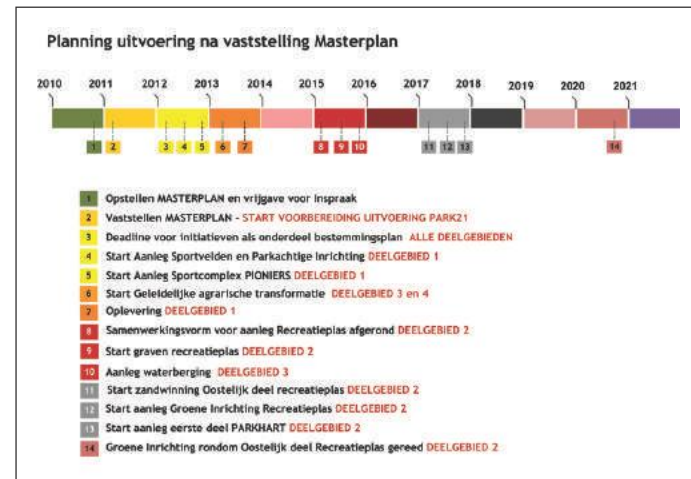 Planning uitvoering na vaststelling Masterplan
2010 2011 2012 2013 2014 2015 2016 2017 2018 2019 2020 2021
1 2 3 4 5 6 7 8 9 10 11 12 13 14
1 Opstellen MASTERPLAN en vrijgave voor Inspraak
2 Vaststellen MASTERPLAN - START VOORBEREIDING UITVOERING PARK21
3 Deadline voor initiatieven als onderdeel bestemmingsplan ALLE DEELGEBIEDEN
4 Start Aanleg Sportvelden en Parkachtige Inrichting DEELGEBIED 1
5 Start Aanleg Sportcomplex PIONIERS DEELGEBIED 1
6 Start Geleidelijke agrarische transformatie DEELGEBIED 3 en 4
7 Oplevering DEELGEBIED 1
8 Samenwerkingsvorm voor aanleg Recreatieplas afgerond DEELGEBIED 2
9 Start graven recreatieplas DEELGEBIED 2
10 Aanleg waterberging DEELGEBIED 3
11 Start zandwinning Oostelijk deel recreatieplas DEELGEBIED 2
12 Start aanleg Groene Inrichting Recreatieplas DEELGEBIED 2
13 Start aanleg eerste deel PARKHART DEELGEBIED 2
14 Groene Inrichting rondom Oostelijk deel Recreatieplas gereed DEELGEBIED 2